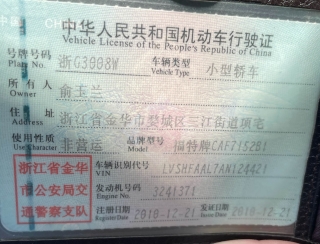 中华人民共和国机动车行驶证
Vehicle License of the People's Republic of China
号牌号码 浙G3008W 车辆类型 小型轿车
Plate No. Vehicle Type
所有人 俞玉兰
Owner
住址 浙江省金华市婺城区三江街道项宅
Address
使用性质 非营运 品牌型号 福特牌CAF7152B1
Use Character Model
浙江省金华
市公安局交
通警察支队
车辆识别代号 LVSHFAAL7AN124421
VIN
发动机号码 3241371
Engine No.
注册日期 2010-12-21 发证日期 2010-12-21
Register Date Issue Date